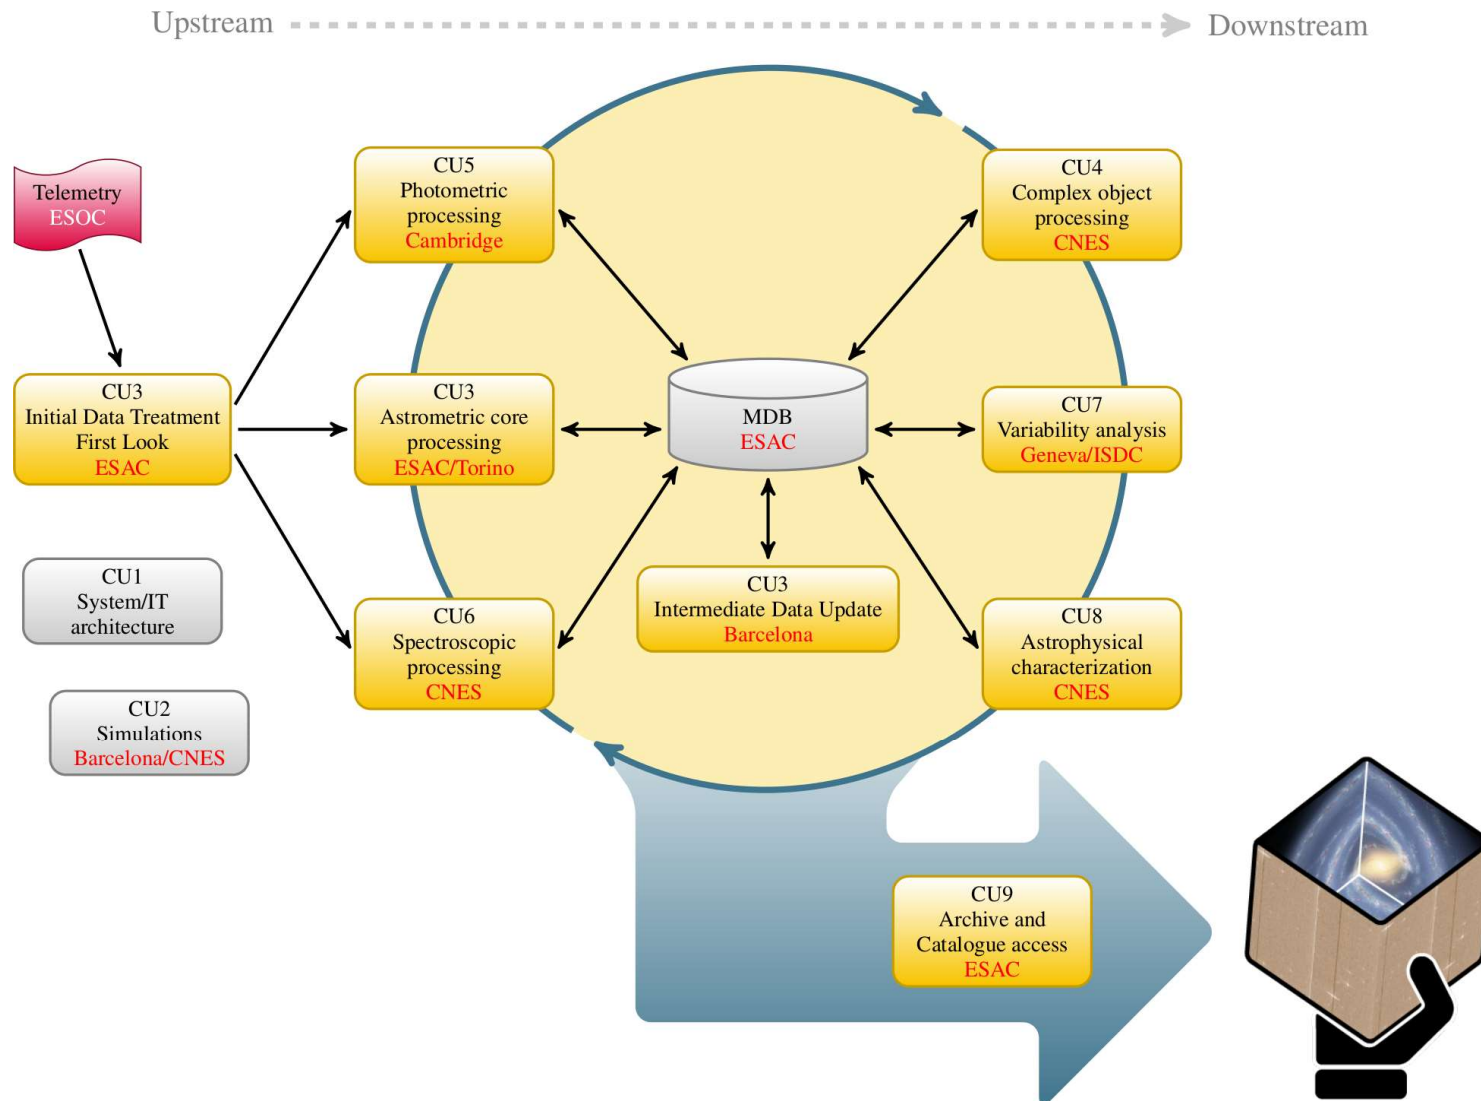 Upstream
Downstream
Telemetry
ESOC
CU3
Initial Data Treatment
First Look
ESAC
CU1
System/IT
architecture
CU2
Simulations
Barcelona/CNES
CU5
Photometric
processing
Cambridge
CU3
Astrometric core
processing
ESAC/Torino
CU6
Spectroscopic
processing
CNES
MDB
ESAC
CU3
Intermediate Data Update
Barcelona
CU4
Complex object
processing
CNES
CU7
Variability analysis
Geneva/ISDC
CU8
Astrophysical
characterization
CNES
CU9
Archive and
Catalogue access
ESAC